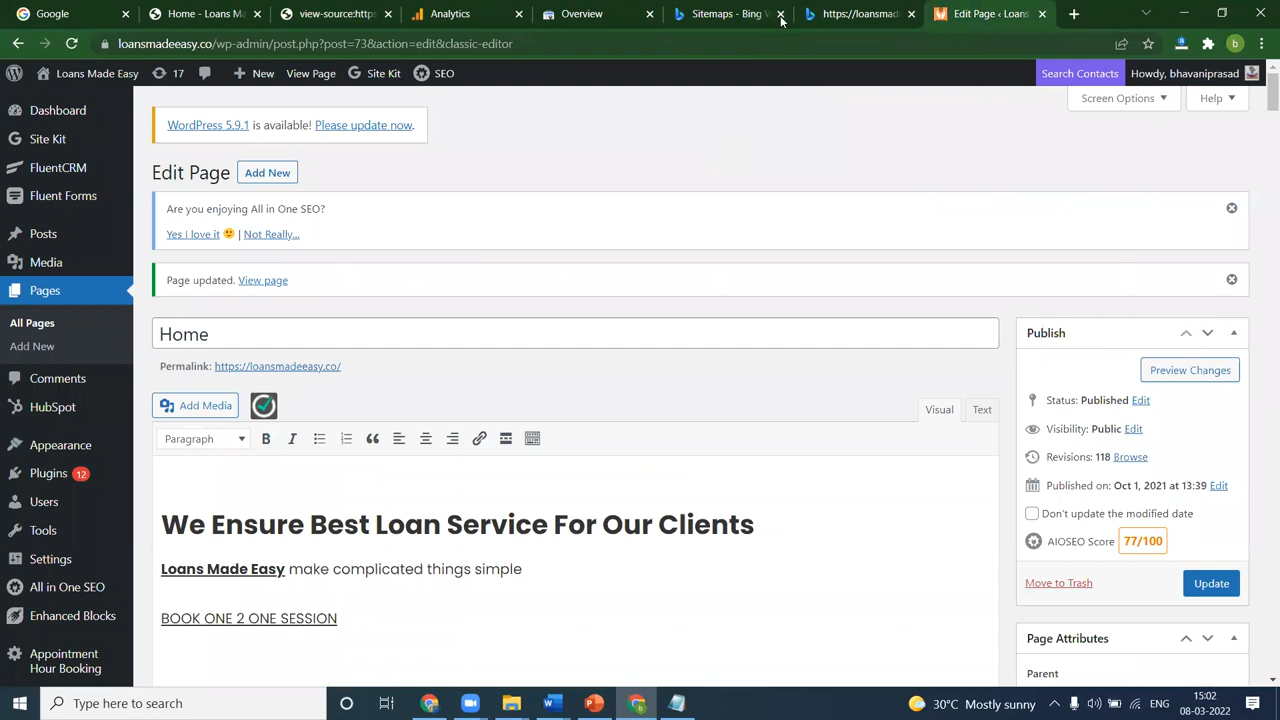 Google
Home - Loans Ma
view-source:https
Analytics
Overview
Sitemaps - Bing
https://loansmad
Edit Page ‹ Loans
loansmadeeasy.co/wp-admin/post.php?post=73&action=edit&classic-editor
b
Loans Made Easy
17
New
View Page
Site Kit
SEO
Search Contacts
Howdy, bhavaniprasad
Screen Options
Help
Dashboard
Site Kit
FluentCRM
Fluent Forms
Posts
Media
Pages
All Pages
Add New
Comments
HubSpot
Appearance
Plugins 12
Users
Tools
Settings
All in One SEO
Enhanced Blocks
Appointment
Hour Booking
WordPress 5.9.1 is available! Please update now.
Edit Page
Add New
Are you enjoying All in One SEO?
Yes I love it | Not Really...
Page updated. View page
Home
Permalink: https://loansmadeeasy.co/
Add Media
Visual
Text
Paragraph
B
I
We Ensure Best Loan Service For Our Clients
Loans Made Easy make complicated things simple
BOOK ONE 2 ONE SESSION
Publish
Preview Changes
Status: Published Edit
Visibility: Public Edit
Revisions: 118 Browse
Published on: Oct 1, 2021 at 13:39 Edit
Don't update the modified date
AIOSEO Score 77/100
Move to Trash
Update
Page Attributes
Parent
Type here to search
30°C Mostly sunny
ENG
15:02
08-03-2022